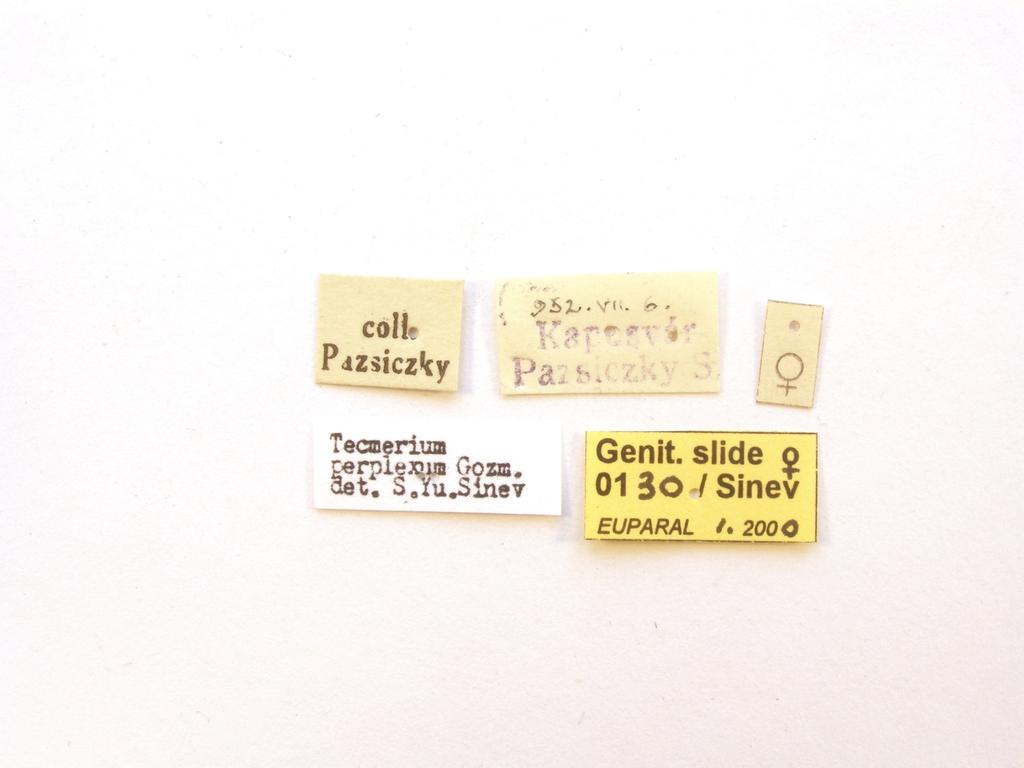 coll.
Pazsiczky
952.VII. 6.
Kaposvár
Pazsiczky S.
♀
Tecmerium
perplexum Gozm.
det. S.Yu.Sinev
Genit. slide ♀
0130 / Sinev
EUPARAL 1. 2000